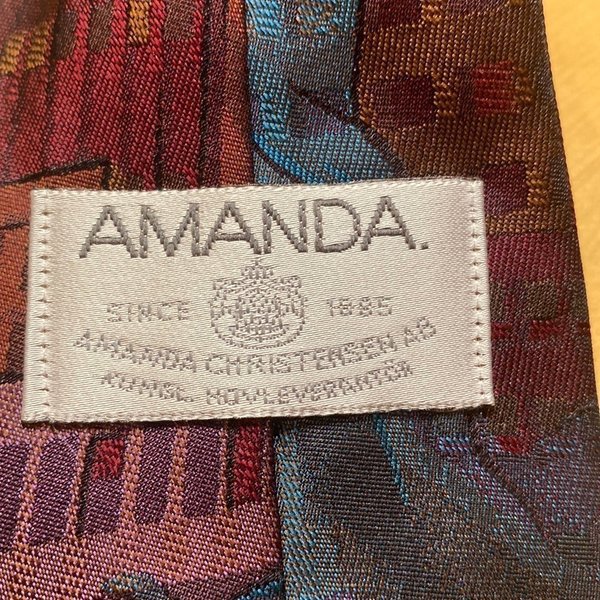 AMANDA.
SINCE 1885
AMANDA CHRISTENSEN AB
KUNGL. HOVLEVERANTÖR